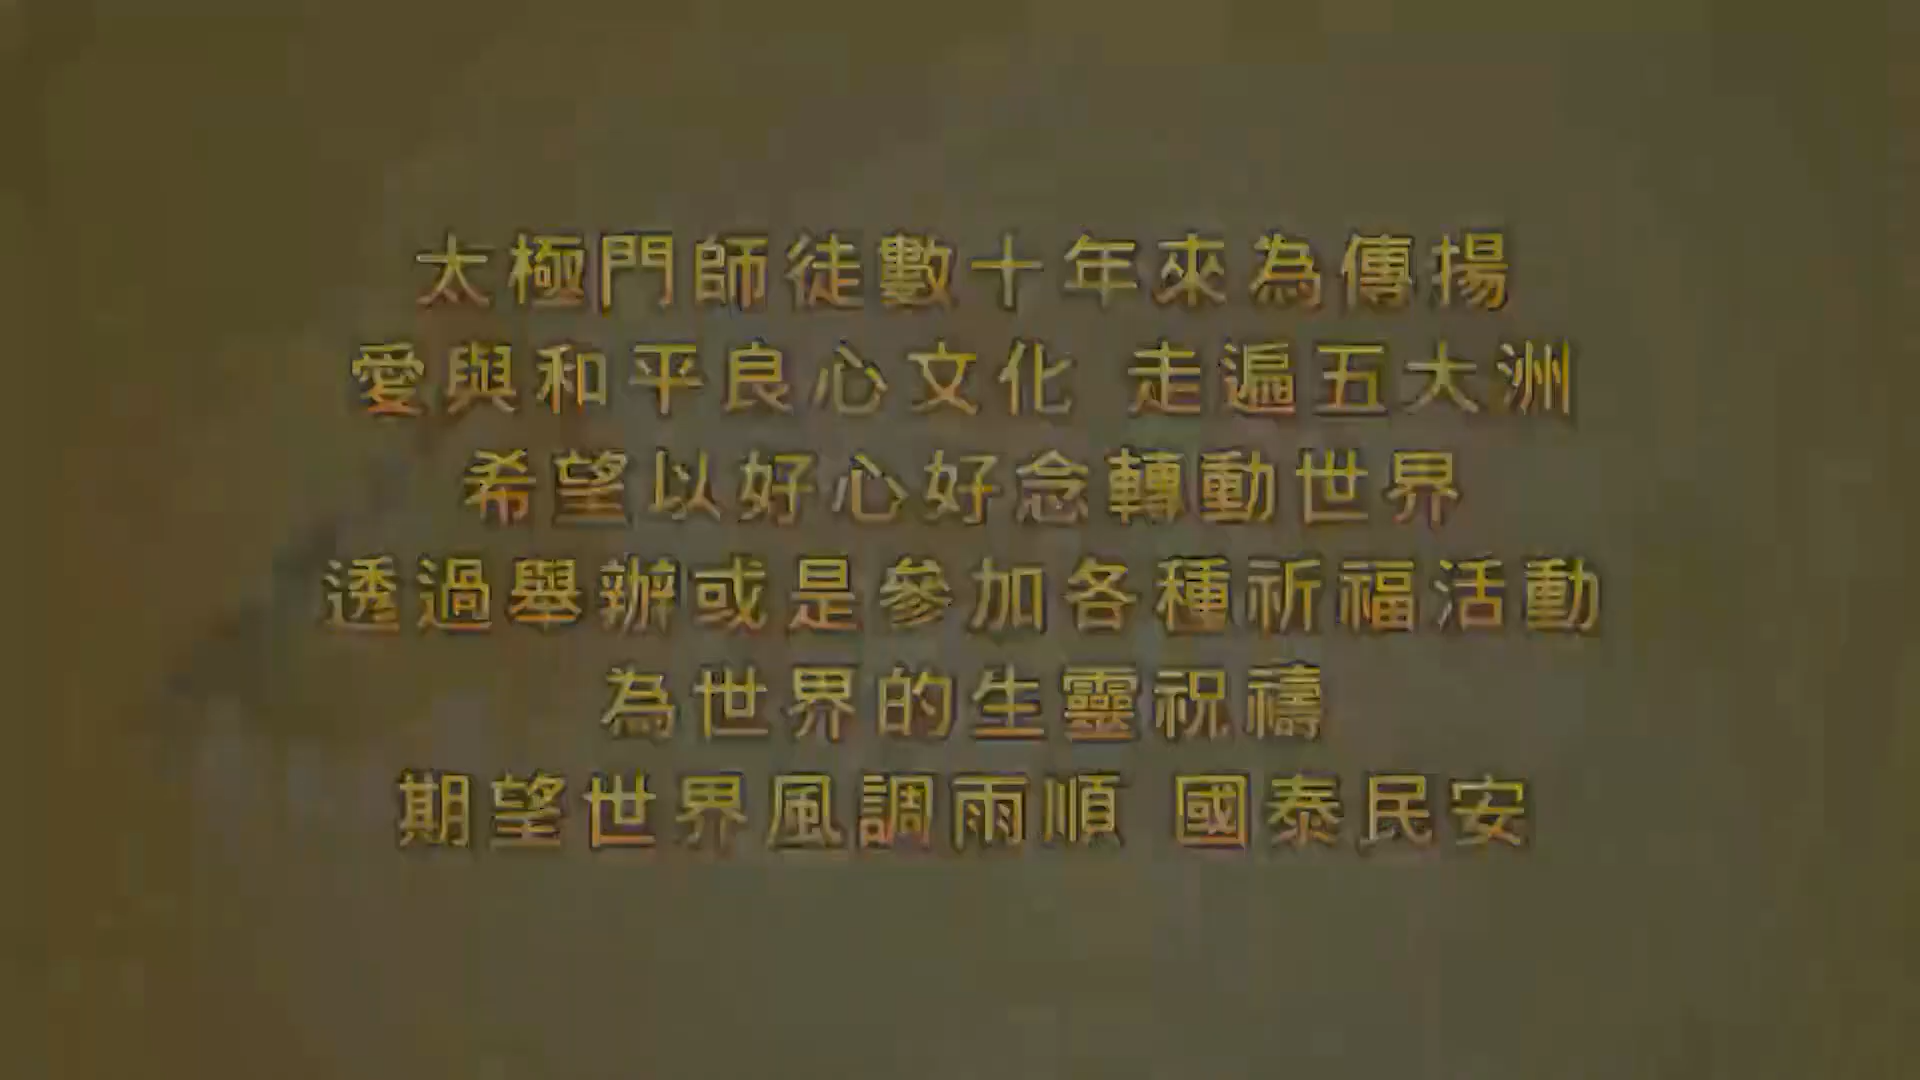 太極門師徒數十年來為傳揚
愛與和平良心文化 走遍五大洲
希望以好心好念轉動世界
透過舉辦或是參加各種祈福活動
為世界的生靈祝禱
期望世界風調雨順 國泰民安